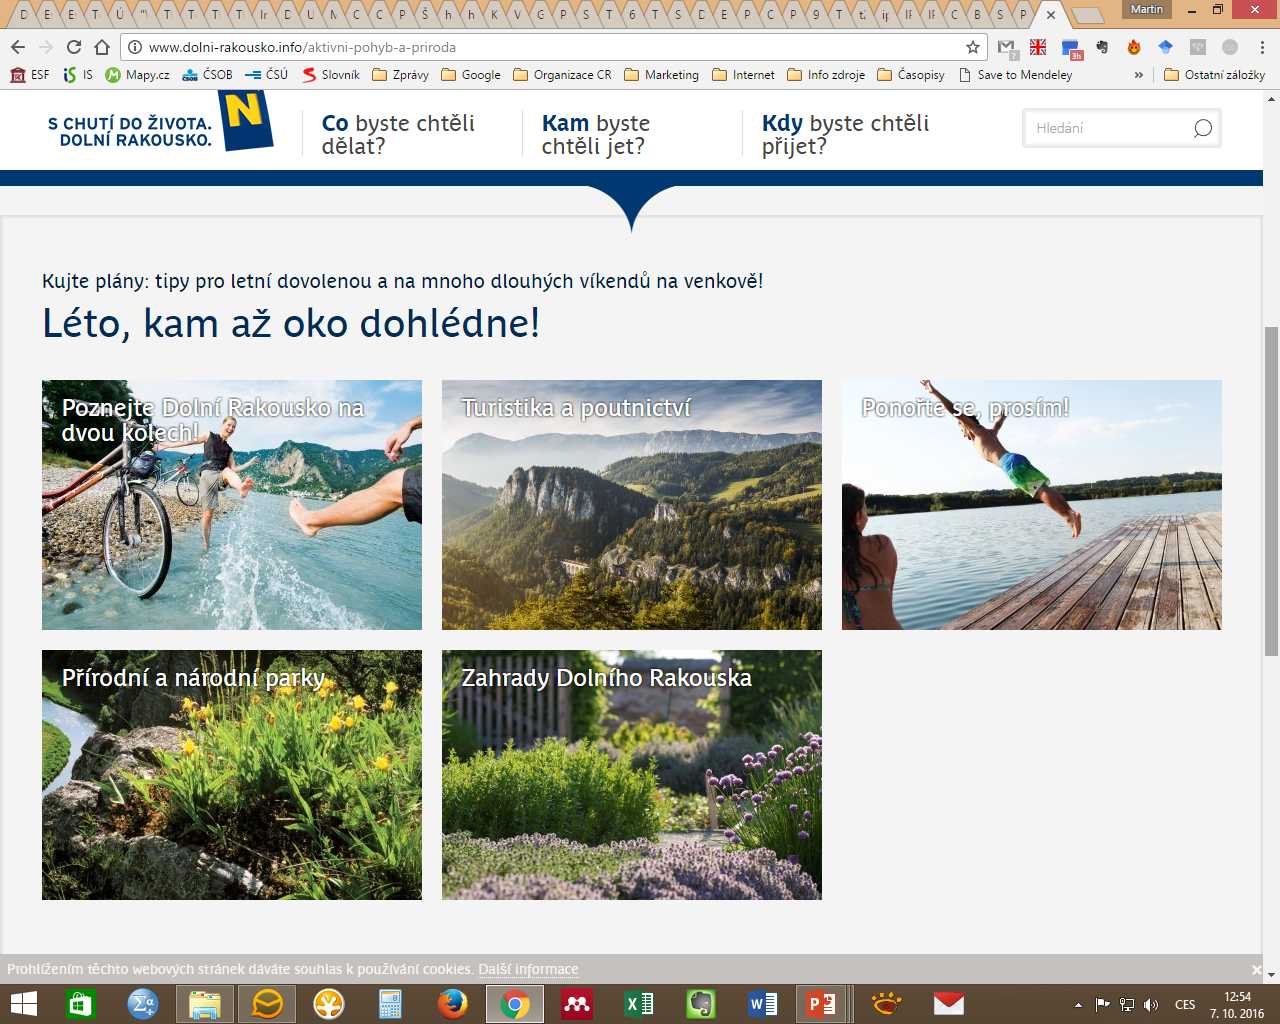 Martin
www.dolni-rakousko.info/aktivni-pohyb-a-priroda
7
3h
ESF
IS
Mapy.cz
ČSOB
ČSÚ
Slovník
Zprávy
Google
Organizace CR
Marketing
Internet
Info zdroje
Časopisy
Save to Mendeley
»
Ostatní záložky
S CHUTÍ DO ŽIVOTA.
DOLNÍ RAKOUSKO.
N
Co byste chtěli
dělat?
Kam byste
chtěli jet?
Kdy byste chtěli
přijet?
Hledání
Kujte plány: tipy pro letní dovolenou a na mnoho dlouhých víkendů na venkově!
Léto, kam až oko dohlédne!
Poznejte Dolní Rakousko na
dvou kolech!
Turistika a poutnictví
Ponořte se, prosím!
Přírodní a národní parky
Zahrady Dolního Rakouska
Prohlížením těchto webových stránek dáváte souhlas k používání cookies. Další informace
CES
12:54
7. 10. 2016